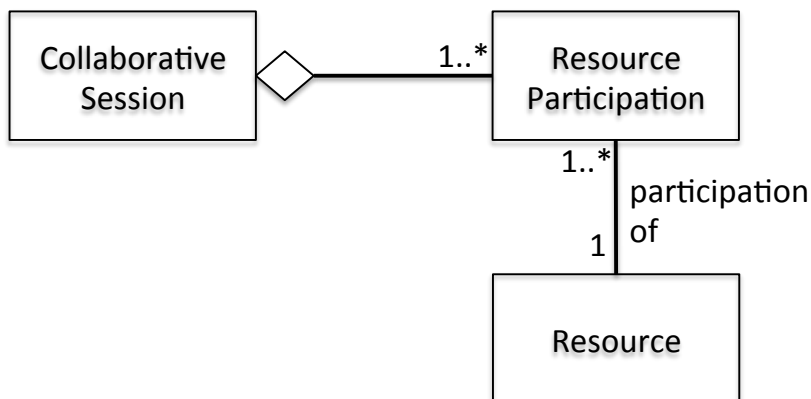 Collaborative
Session
1..*
Resource
Participation
1..*
participation
of
1
Resource